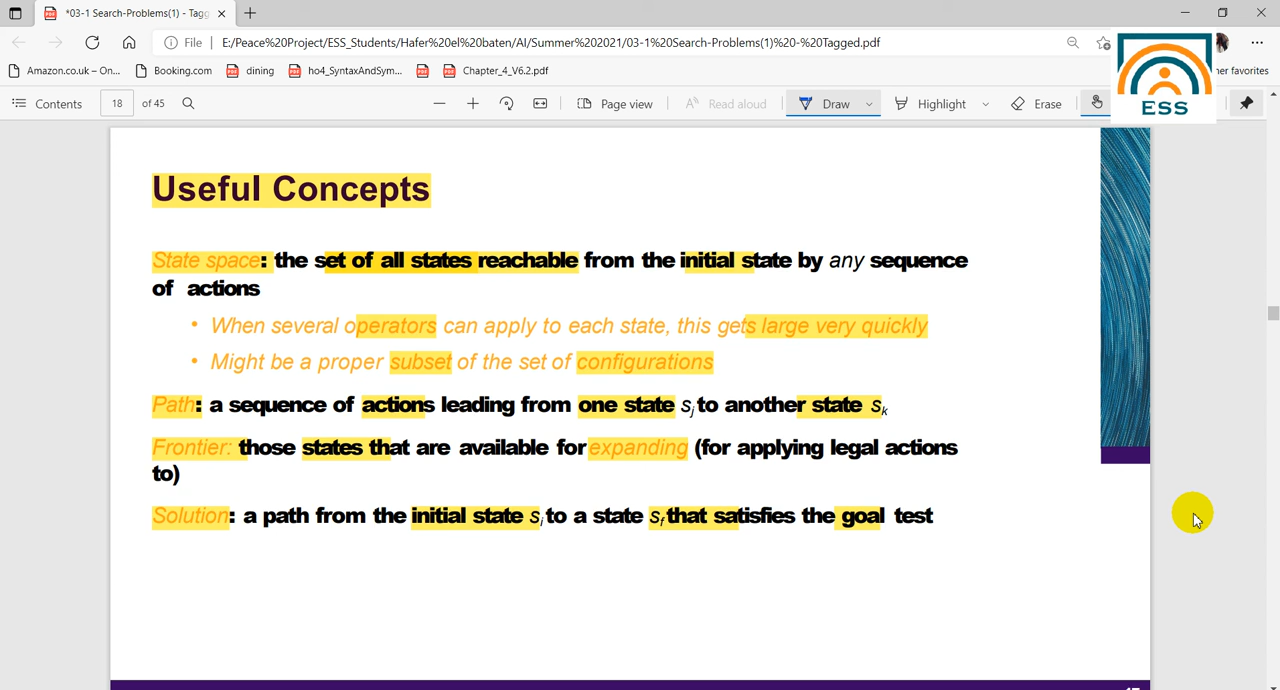 *03-1 Search-Problems(1) - Tagg
File
E:/Peace%20Project/ESS_Students/Hafer%20el%20baten/AI/Summer%202021/03-1%20Search-Problems(1)%20-%20Tagged.pdf
Amazon.co.uk – On...
Booking.com
dining
ho4_SyntaxAndSym...
Chapter_4_V6.2.pdf
her favorites
Contents
18
of 45
Page view
Read aloud
Draw
Highlight
Erase
ESS
Useful Concepts
State space: the set of all states reachable from the initial state by any sequence
of actions
• When several operators can apply to each state, this gets large very quickly
• Might be a proper subset of the set of configurations
Path: a sequence of actions leading from one state sj to another state sk
Frontier: those states that are available for expanding (for applying legal actions
to)
Solution: a path from the initial state si to a state sf that satisfies the goal test